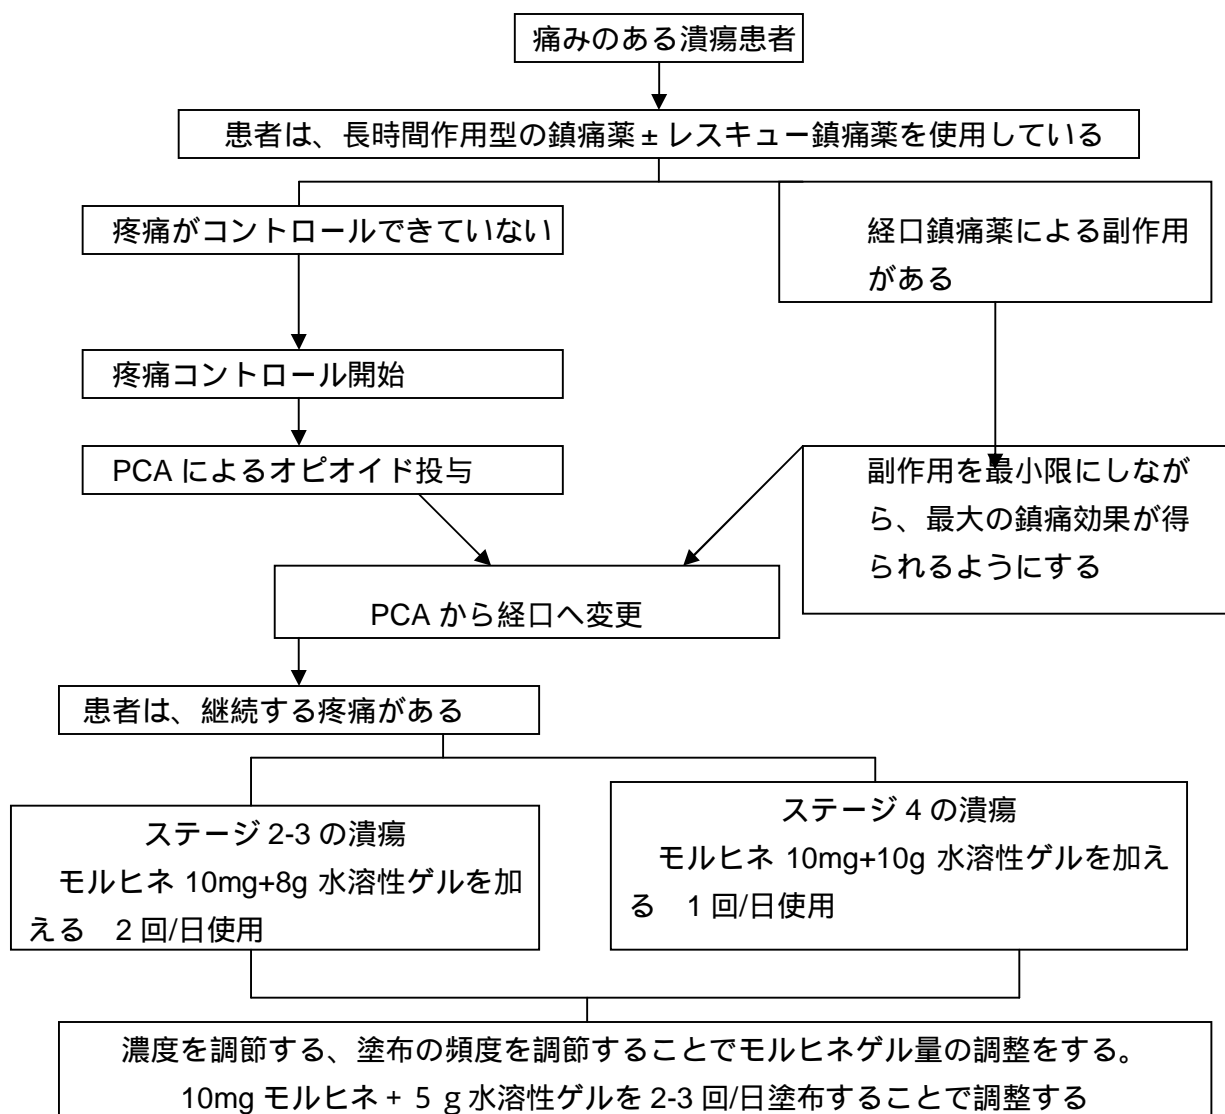 痛みのある潰瘍患者
患者は、長時間作用型の鎮痛薬±レスキュー鎮痛薬を使用している
疼痛がコントロールできていない
経口鎮痛薬による副作用
がある
疼痛コントロール開始
PCA によるオピオイド投与
副作用を最小限にしなが
ら、最大の鎮痛効果が得
られるようにする
PCA から経口へ変更
患者は、継続する疼痛がある
ステージ 2-3 の潰瘍
モルヒネ 10mg+8g 水溶性ゲルを加
える 2 回/日使用
ステージ 4 の潰瘍
モルヒネ 10mg+10g 水溶性ゲルを加え
る 1 回/日使用
濃度を調節する、塗布の頻度を調節することでモルヒネゲル量の調整をする。
10mg モルヒネ + 5 g 水溶性ゲルを 2-3 回/日塗布することで調整する